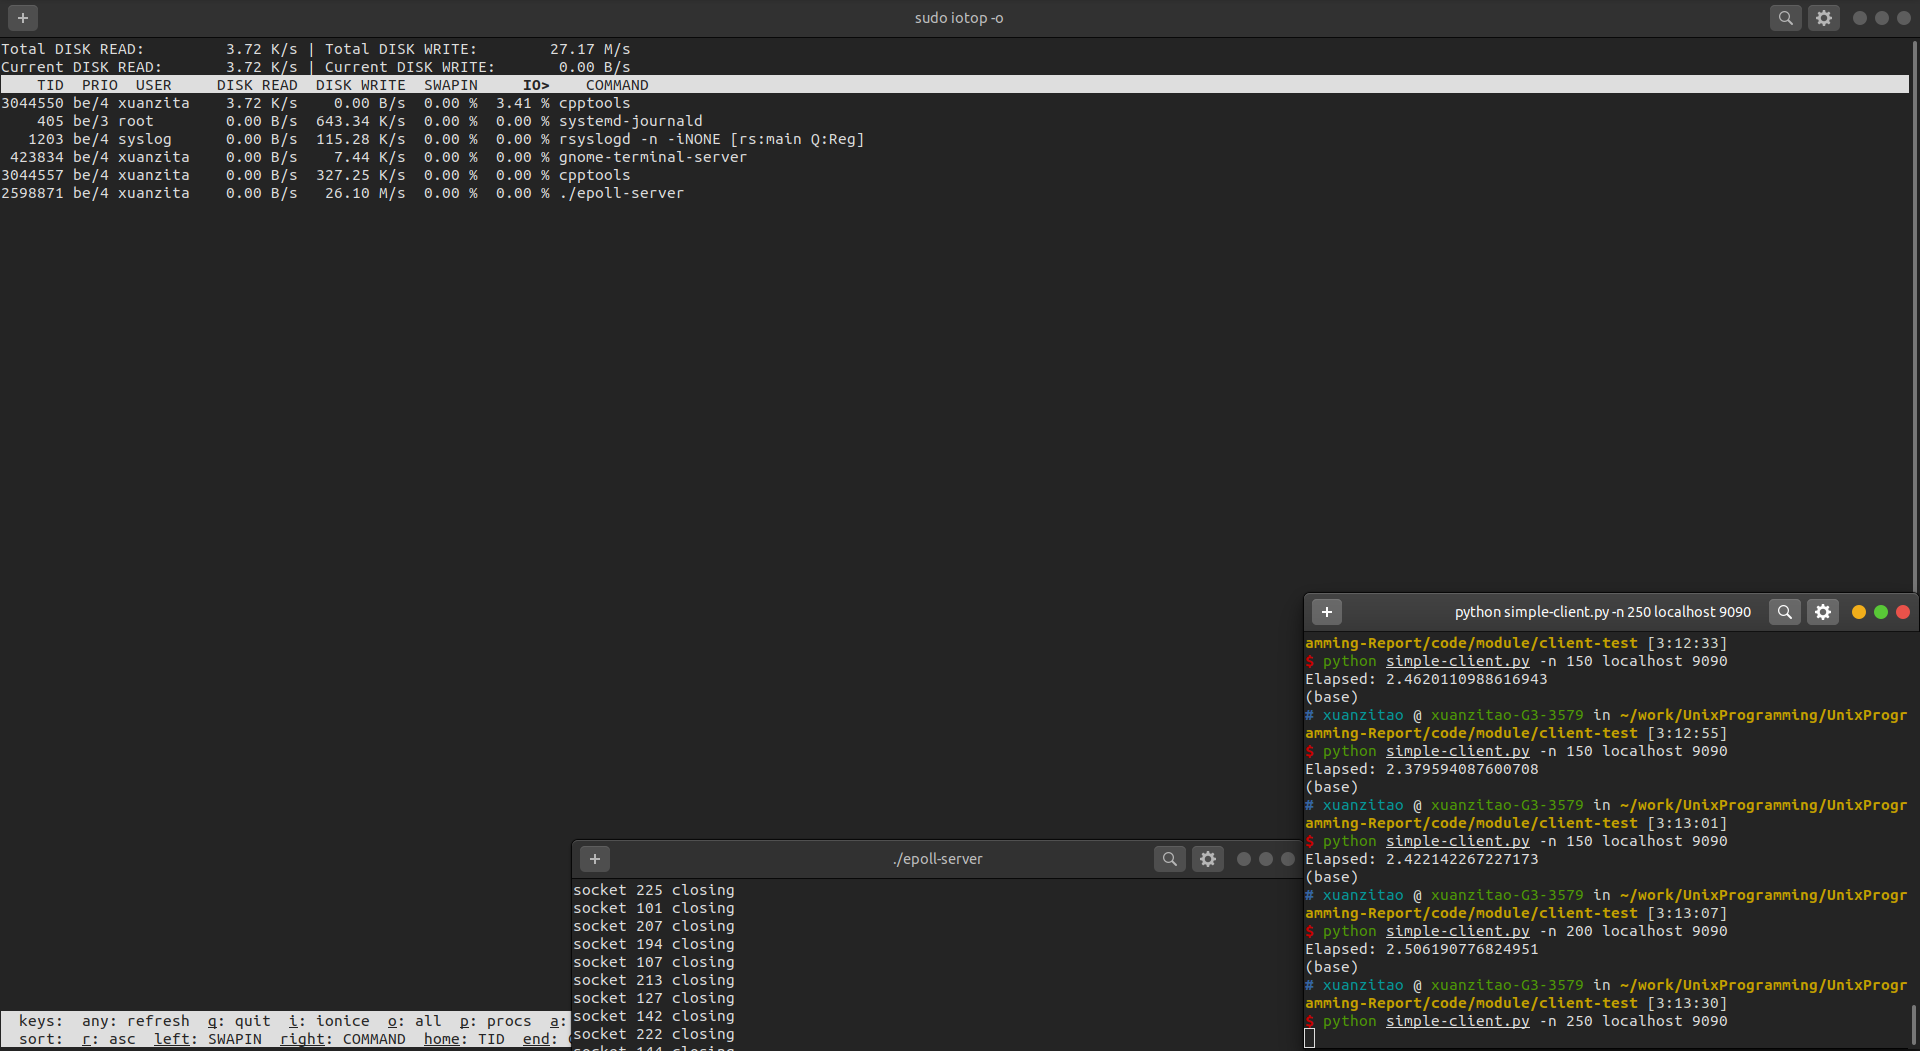 sudo iotop -o
Total DISK READ:         3.72 K/s | Total DISK WRITE:        27.17 M/s
Current DISK READ:       3.72 K/s | Current DISK WRITE:       0.00 B/s
    TID  PRIO  USER     DISK READ  DISK WRITE  SWAPIN     IO>    COMMAND
3044550 be/4 xuanzita    3.72 K/s    0.00 B/s  0.00 %  3.41 % cpptools
    405 be/3 root        0.00 B/s  643.34 K/s  0.00 %  0.00 % systemd-journald
   1203 be/4 syslog      0.00 B/s  115.28 K/s  0.00 %  0.00 % rsyslogd -n -iNONE [rs:main Q:Reg]
 423834 be/4 xuanzita    0.00 B/s    7.44 K/s  0.00 %  0.00 % gnome-terminal-server
3044557 be/4 xuanzita    0.00 B/s  327.25 K/s  0.00 %  0.00 % cpptools
2598871 be/4 xuanzita    0.00 B/s   26.10 M/s  0.00 %  0.00 % ./epoll-server
keys:  any: refresh  q: quit  i: ionice  o: all  p: procs  a:
sort:  r: asc  left: SWAPIN  right: COMMAND  home: TID  end:
./epoll-server
socket 225 closing
socket 101 closing
socket 207 closing
socket 194 closing
socket 107 closing
socket 213 closing
socket 127 closing
socket 142 closing
socket 222 closing
socket 144 closing
python simple-client.py -n 250 localhost 9090
amming-Report/code/module/client-test [3:12:33]
$ python simple-client.py -n 150 localhost 9090
Elapsed: 2.4620110988616943
(base)
# xuanzitao @ xuanzitao-G3-3579 in ~/work/UnixProgramming/UnixProgr
amming-Report/code/module/client-test [3:12:55]
$ python simple-client.py -n 150 localhost 9090
Elapsed: 2.379594087600708
(base)
# xuanzitao @ xuanzitao-G3-3579 in ~/work/UnixProgramming/UnixProgr
amming-Report/code/module/client-test [3:13:01]
$ python simple-client.py -n 150 localhost 9090
Elapsed: 2.422142267227173
(base)
# xuanzitao @ xuanzitao-G3-3579 in ~/work/UnixProgramming/UnixProgr
amming-Report/code/module/client-test [3:13:07]
$ python simple-client.py -n 200 localhost 9090
Elapsed: 2.506190776824951
(base)
# xuanzitao @ xuanzitao-G3-3579 in ~/work/UnixProgramming/UnixProgr
amming-Report/code/module/client-test [3:13:30]
$ python simple-client.py -n 250 localhost 9090